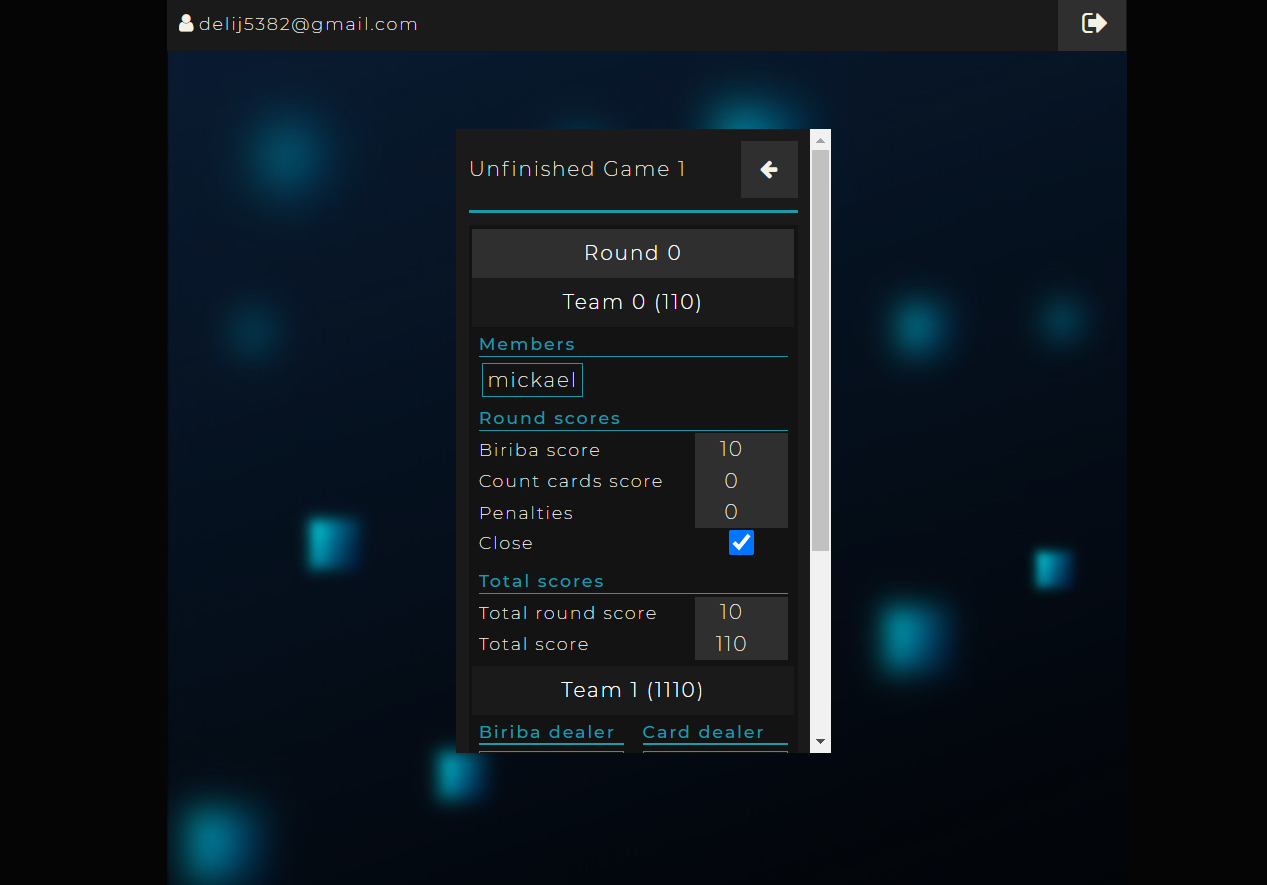 delij5382@gmail.com
Unfinished Game 1
Round 0
Team 0 (110)
Members
mickael
Round scores
Biriba score 10
Count cards score 0
Penalties 0
Close
Total scores
Total round score 10
Total score 110
Team 1 (1110)
Biriba dealer Card dealer